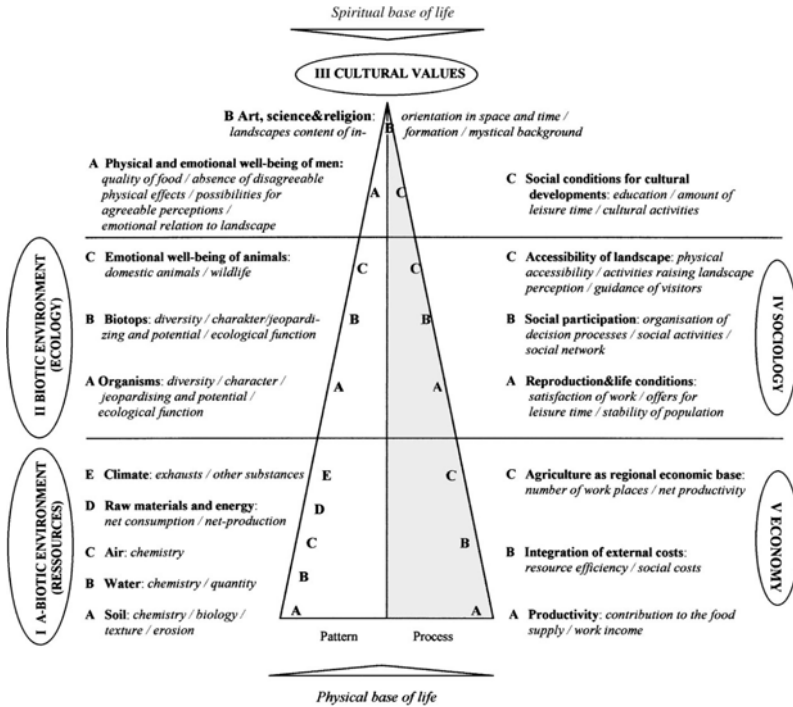 Spiritual base of life
III CULTURAL VALUES
B Art, science&religion:
landscapes content of in-
B
orientation in space and time /
formation / mystical background
A Physical and emotional well-being of men:
quality of food / absence of disagreeable
physical effects / possibilities for
agreeable perceptions /
emotional relation to landscape
A
C
C Social conditions for cultural
developments: education / amount of
leisure time / cultural activities
II BIOTIC ENVIRONMENT
(ECOLOGY)
C Emotional well-being of animals:
domestic animals / wildlife
B Biotops: diversity / charakter/jeopardi-
zing and potential / ecological function
A Organisms: diversity / character /
jeopardising and potential /
ecological function
C
B
A
C
B
A
C Accessibility of landscape: physical
accessibility / activities raising landscape
perception / guidance of visitors
B Social participation: organisation of
decision processes / social activities /
social network
A Reproduction&life conditions:
satisfaction of work / offers for
leisure time / stability of population
IV SOCIOLOGY
I A-BIOTIC ENVIRONMENT
(RESSOURCES)
E Climate: exhausts / other substances
D Raw materials and energy:
net consumption / net-production
C Air: chemistry
B Water: chemistry / quantity
A Soil: chemistry / biology /
texture / erosion
E
D
C
B
A
C
B
A
C Agriculture as regional economic base:
number of work places / net productivity
B Integration of external costs:
resource efficiency / social costs
A Productivity: contribution to the food
supply / work income
V ECONOMY
Pattern
Process
Physical base of life